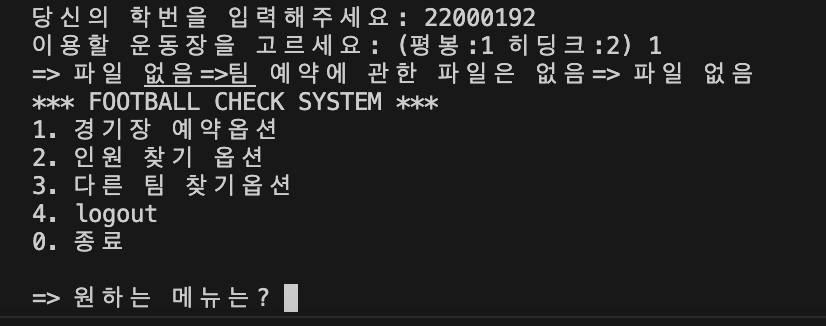 당신의 학번을 입력해주세요: 22000192
이용할 운동장을 고르세요: (평봉:1 히딩크:2) 1
=> 파일 없음=>팀 예약에 관한 파일은 없음=> 파일 없음
*** FOOTBALL CHECK SYSTEM ***
1. 경기장 예약옵션
2. 인원 찾기 옵션
3. 다른 팀 찾기옵션
4. logout
0. 종료
=> 원하는 메뉴는?